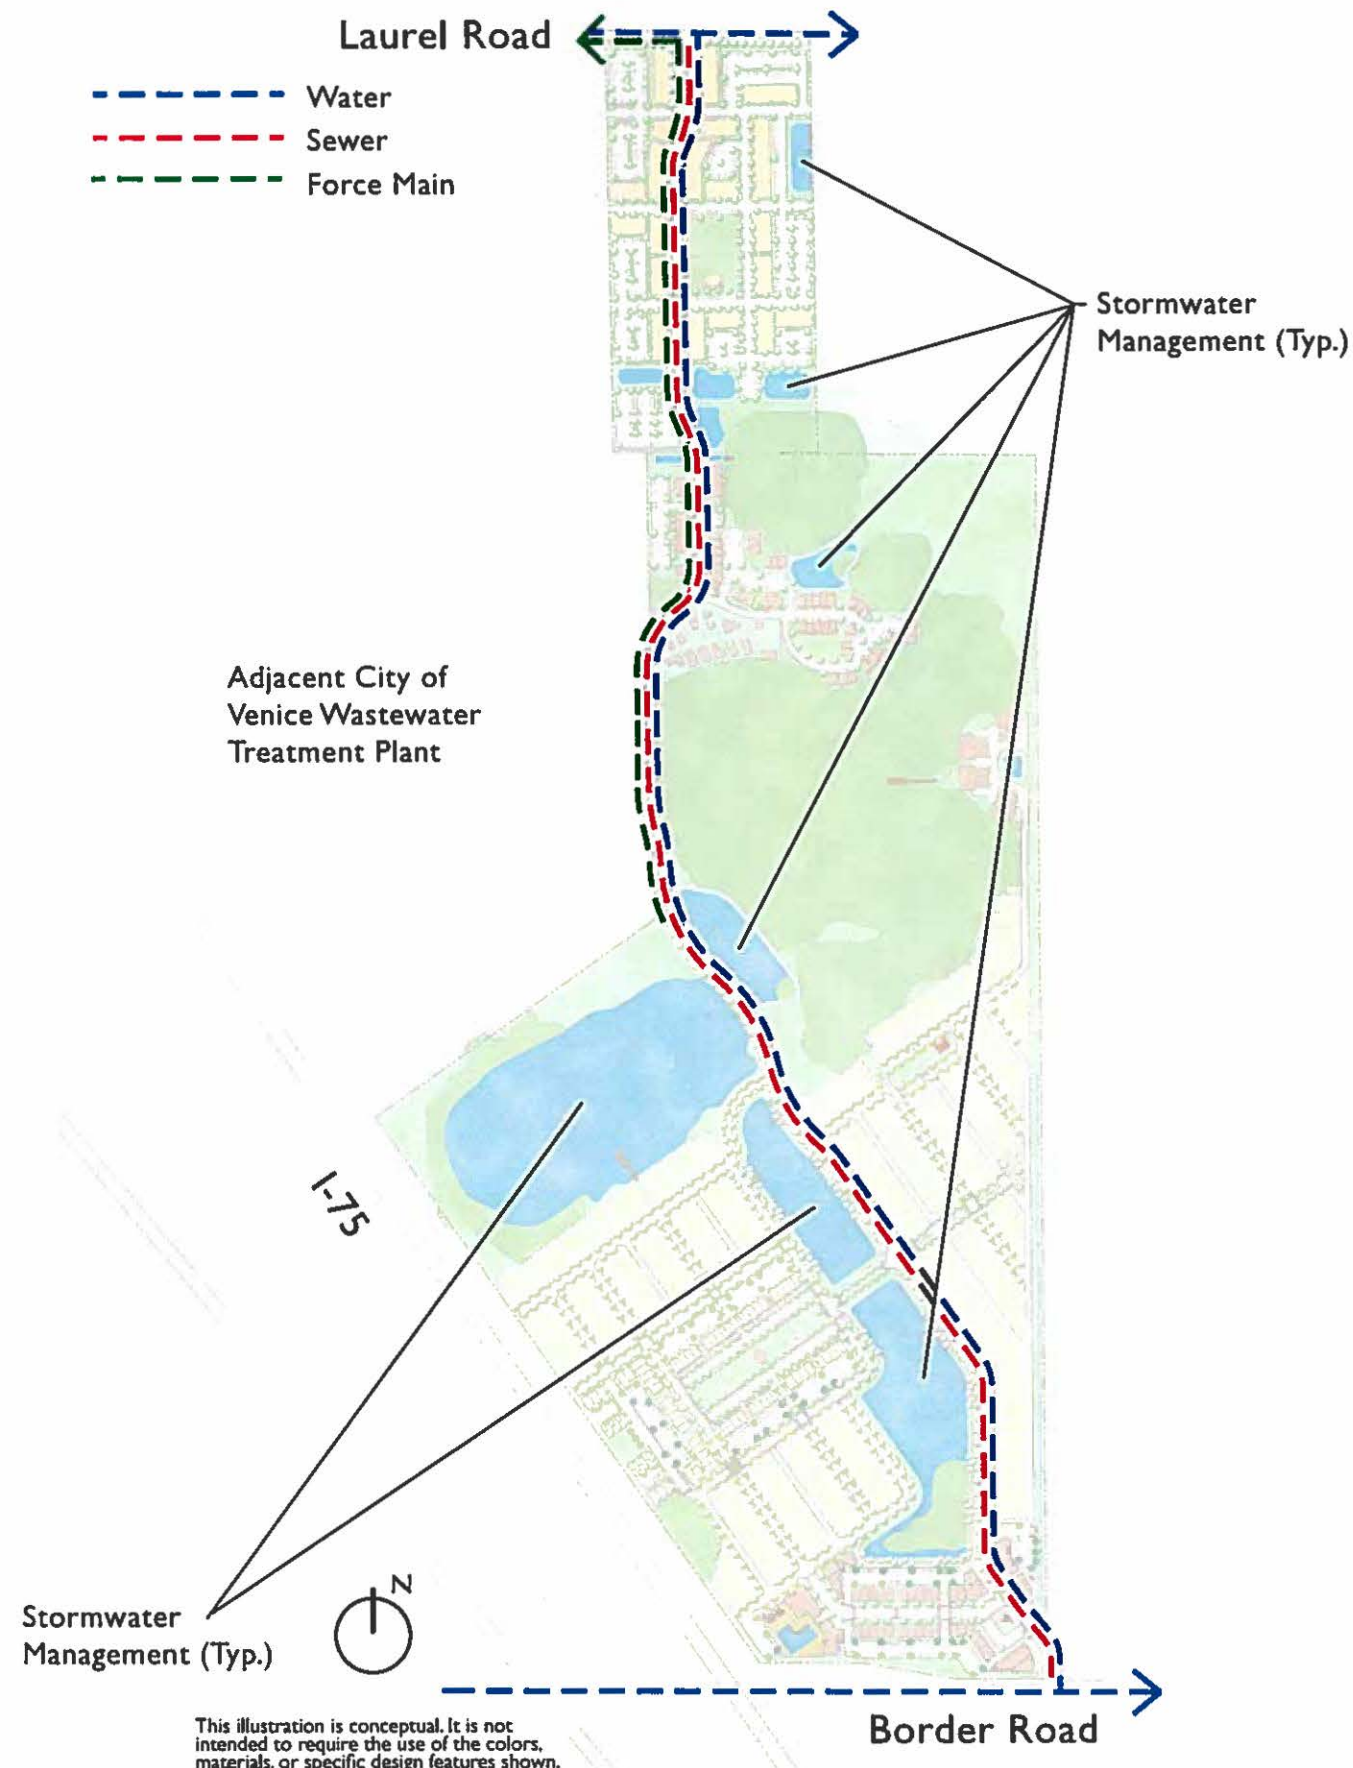 Laurel Road
Water
Sewer
Force Main
Stormwater
Management (Typ.)
Adjacent City of
Venice Wastewater
Treatment Plant
I-75
Stormwater
Management (Typ.)
N
Border Road
This illustration is conceptual. It is not
intended to require the use of the colors,
materials, or specific design features shown.